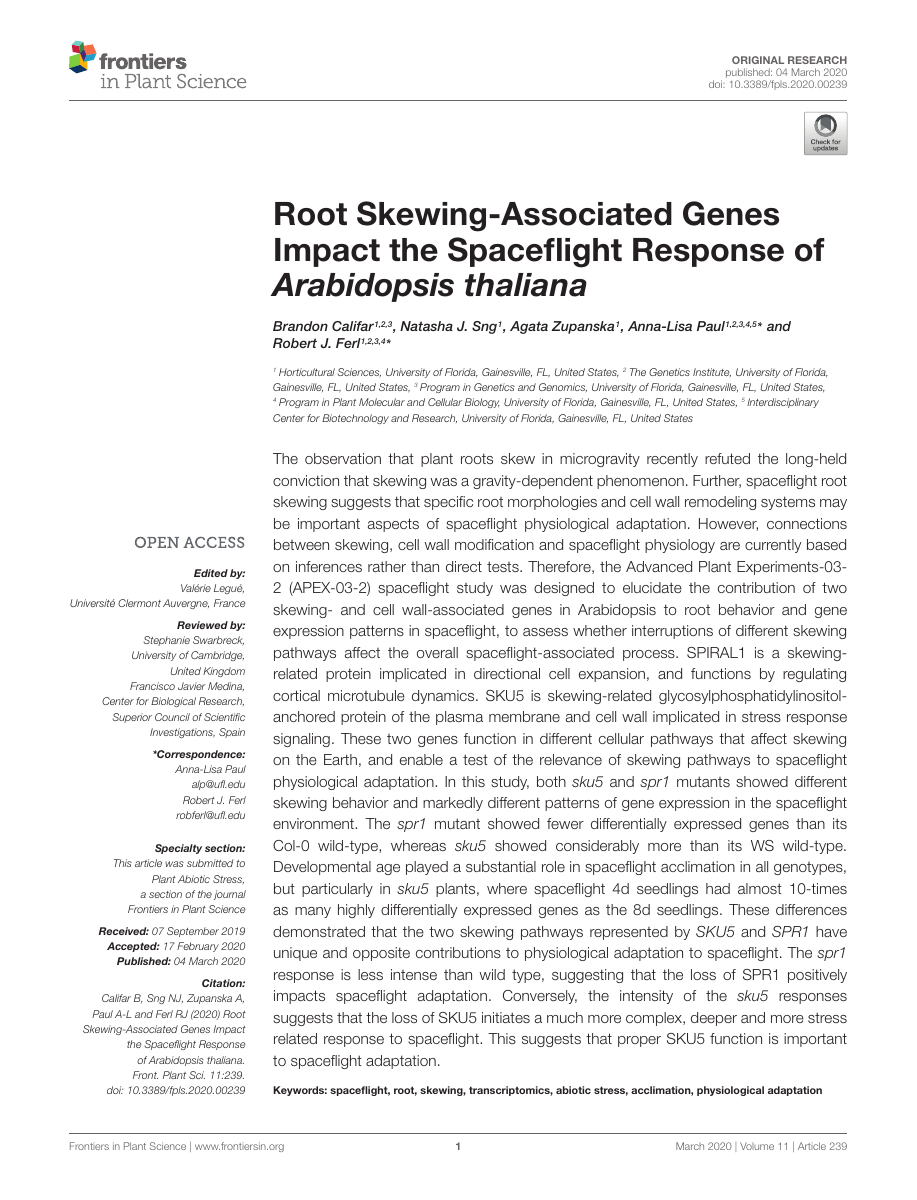 frontiers
in Plant Science
ORIGINAL RESEARCH
published: 04 March 2020
doi: 10.3389/fpls.2020.00239
Check for
updates
Root Skewing-Associated Genes
Impact the Spaceflight Response of
Arabidopsis thaliana
Brandon Califar1,2,3, Natasha J. Sng1, Agata Zupanska1, Anna-Lisa Paul1,2,3,4,5* and
Robert J. Ferl1,2,3,4*
1 Horticultural Sciences, University of Florida, Gainesville, FL, United States, 2 The Genetics Institute, University of Florida,
Gainesville, FL, United States, 3 Program in Genetics and Genomics, University of Florida, Gainesville, FL, United States,
4 Program in Plant Molecular and Cellular Biology, University of Florida, Gainesville, FL, United States, 5 Interdisciplinary
Center for Biotechnology and Research, University of Florida, Gainesville, FL, United States
The observation that plant roots skew in microgravity recently refuted the long-held
conviction that skewing was a gravity-dependent phenomenon. Further, spaceflight root
skewing suggests that specific root morphologies and cell wall remodeling systems may
be important aspects of spaceflight physiological adaptation. However, connections
between skewing, cell wall modification and spaceflight physiology are currently based
on inferences rather than direct tests. Therefore, the Advanced Plant Experiments-03-
2 (APEX-03-2) spaceflight study was designed to elucidate the contribution of two
skewing- and cell wall-associated genes in Arabidopsis to root behavior and gene
expression patterns in spaceflight, to assess whether interruptions of different skewing
pathways affect the overall spaceflight-associated process. SPIRAL1 is a skewing-
related protein implicated in directional cell expansion, and functions by regulating
cortical microtubule dynamics. SKU5 is skewing-related glycosylphosphatidylinositol-
anchored protein of the plasma membrane and cell wall implicated in stress response
signaling. These two genes function in different cellular pathways that affect skewing
on the Earth, and enable a test of the relevance of skewing pathways to spaceflight
physiological adaptation. In this study, both sku5 and spr1 mutants showed different
skewing behavior and markedly different patterns of gene expression in the spaceflight
environment. The spr1 mutant showed fewer differentially expressed genes than its
Col-0 wild-type, whereas sku5 showed considerably more than its WS wild-type.
Developmental age played a substantial role in spaceflight acclimation in all genotypes,
but particularly in sku5 plants, where spaceflight 4d seedlings had almost 10-times
as many highly differentially expressed genes as the 8d seedlings. These differences
demonstrated that the two skewing pathways represented by SKU5 and SPR1 have
unique and opposite contributions to physiological adaptation to spaceflight. The spr1
response is less intense than wild type, suggesting that the loss of SPR1 positively
impacts spaceflight adaptation. Conversely, the intensity of the sku5 responses
suggests that the loss of SKU5 initiates a much more complex, deeper and more stress
related response to spaceflight. This suggests that proper SKU5 function is important
to spaceflight adaptation.
Keywords: spaceflight, root, skewing, transcriptomics, abiotic stress, acclimation, physiological adaptation
OPEN ACCESS
Edited by:
Valérie Legué,
Université Clermont Auvergne, France
Reviewed by:
Stephanie Swarbreck,
University of Cambridge,
United Kingdom
Francisco Javier Medina,
Center for Biological Research,
Superior Council of Scientific
Investigations, Spain
*Correspondence:
Anna-Lisa Paul
alp@ufl.edu
Robert J. Ferl
robferl@ufl.edu
Specialty section:
This article was submitted to
Plant Abiotic Stress,
a section of the journal
Frontiers in Plant Science
Received: 07 September 2019
Accepted: 17 February 2020
Published: 04 March 2020
Citation:
Califar B, Sng NJ, Zupanska A,
Paul A-L and Ferl RJ (2020) Root
Skewing-Associated Genes Impact
the Spaceflight Response
of Arabidopsis thaliana.
Front. Plant Sci. 11:239.
doi: 10.3389/fpls.2020.00239
Frontiers in Plant Science | www.frontiersin.org
1
March 2020 | Volume 11 | Article 239